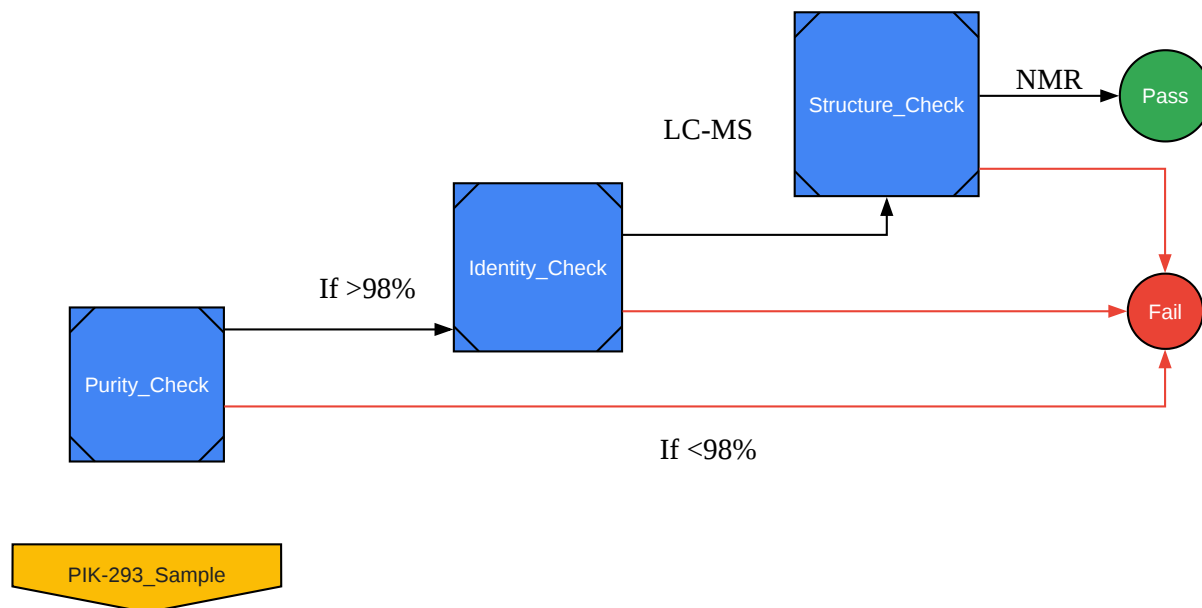 NMR
Pass
Structure_Check
LC-MS
Identity_Check
If >98%
Fail
Purity_Check
If <98%
PIK-293_Sample